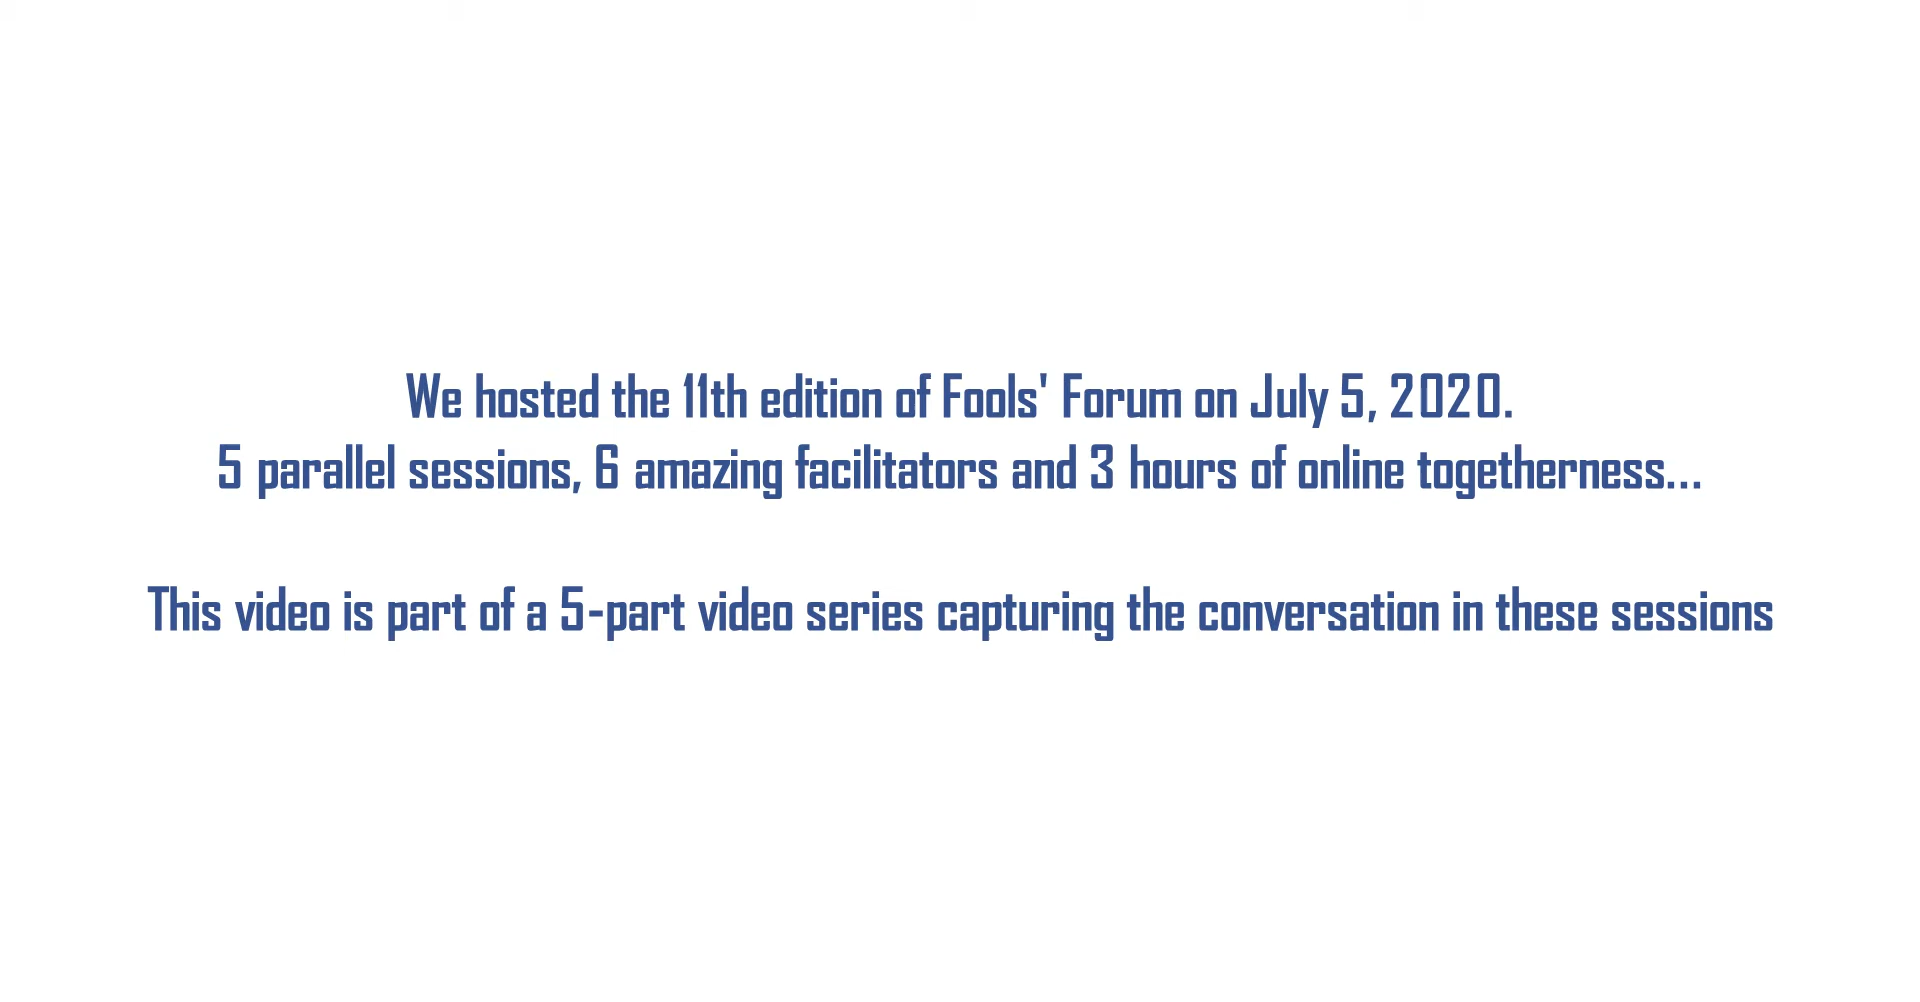 We hosted the 11th edition of Fools' Forum on July 5, 2020.
5 parallel sessions, 6 amazing facilitators and 3 hours of online togetherness...
This video is part of a 5-part video series capturing the conversation in these sessions